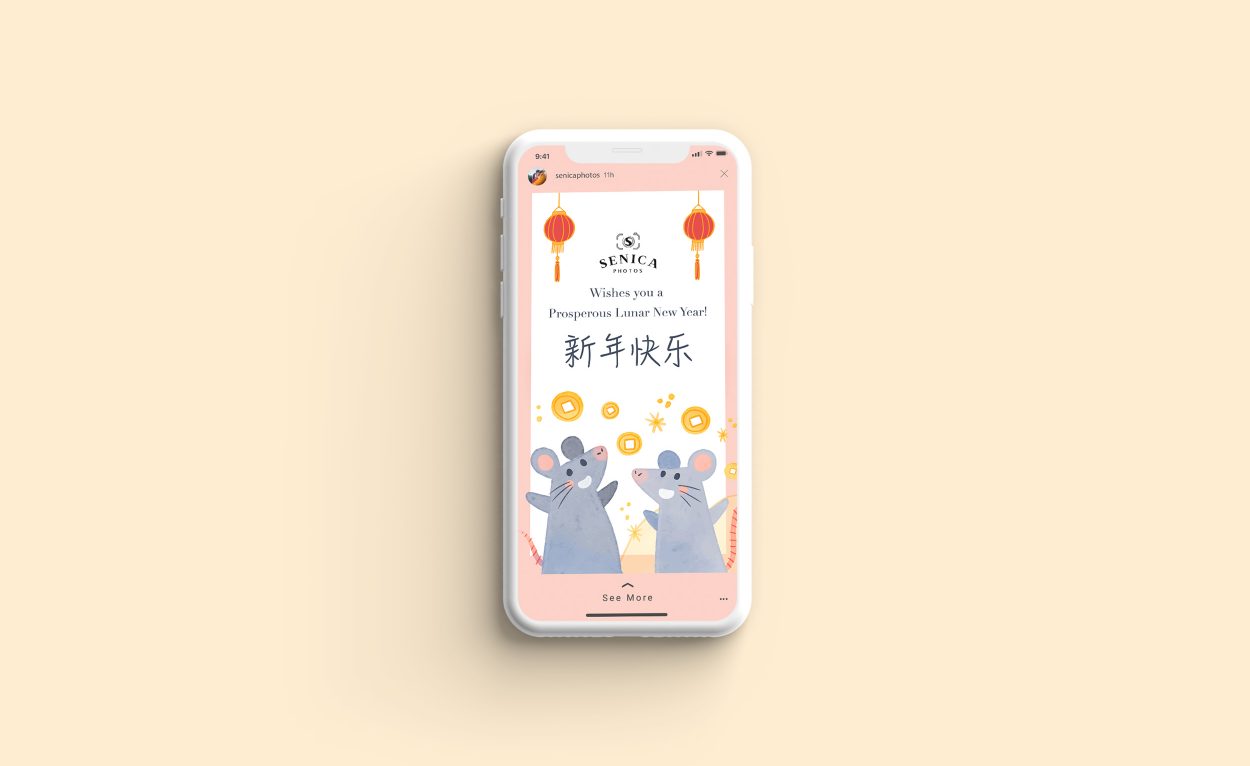 9:41
senicaphotos 11h
S
SENICA
PHOTOS
Wishes you a
Prosperous Lunar New Year!
新年快乐
See More